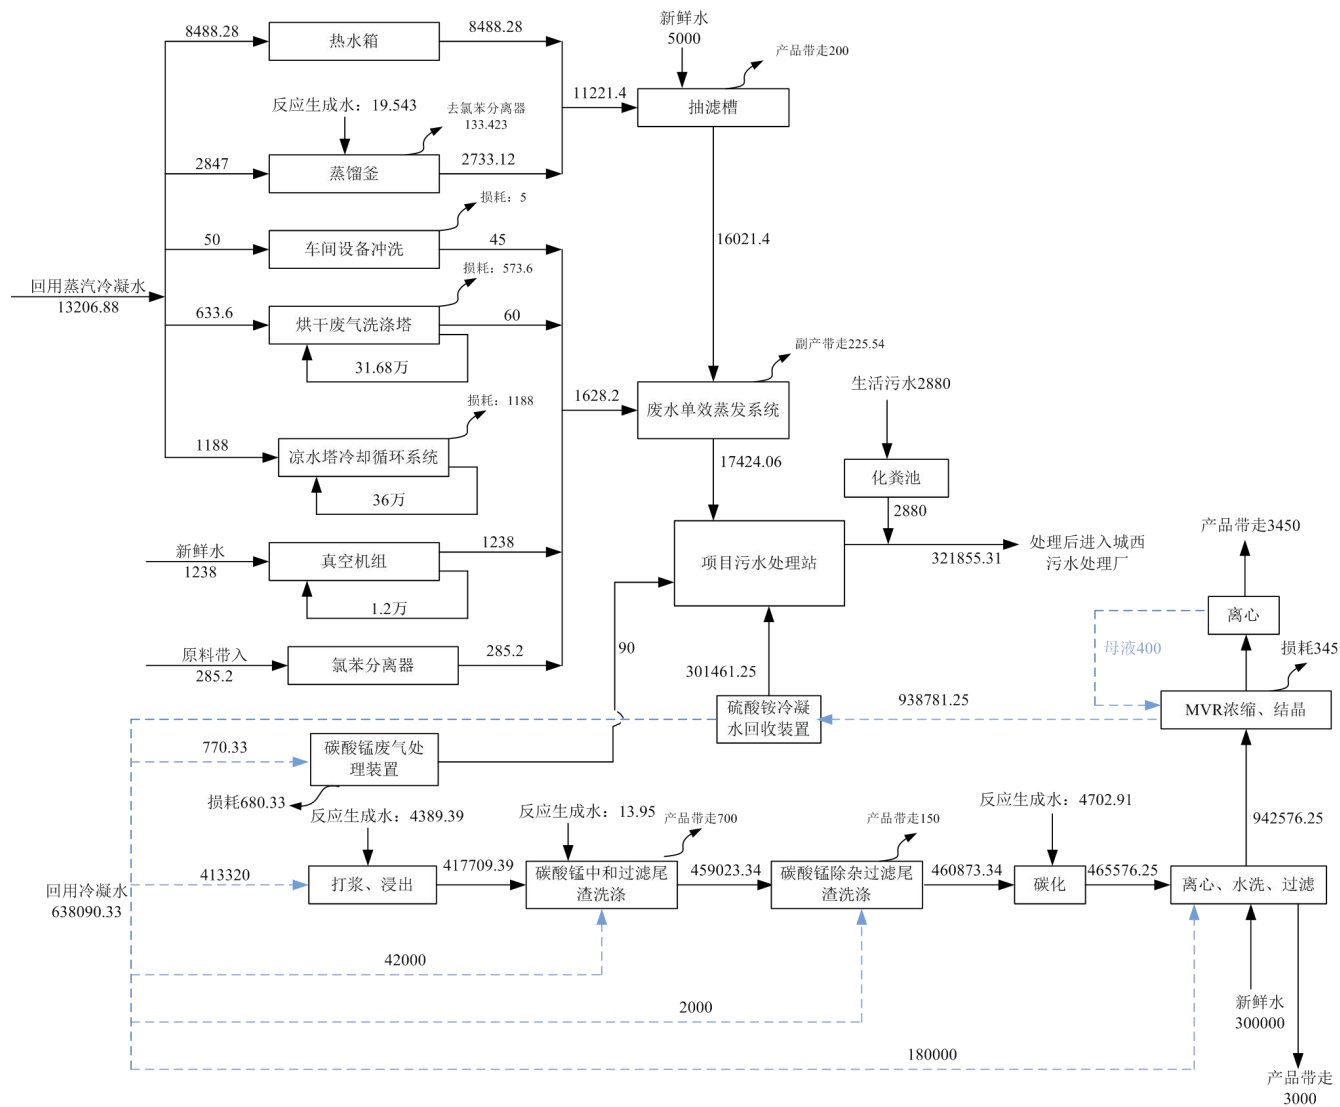 新鲜水
5000
8488.28
热水箱
8488.28
产品带走200
11221.4
抽滤槽
反应生成水：19.543
去氯苯分离器
133.423
2847
蒸馏釜
2733.12
损耗：5
50
车间设备冲洗
45
16021.4
回用蒸汽冷凝水
13206.88
损耗：573.6
633.6
烘干废气洗涤塔
60
31.68万
副产带走225.54
生活污水2880
损耗：1188
1628.2
废水单效蒸发系统
1188
凉水塔冷却循环系统
17424.06
化粪池
36万
2880
产品带走3450
新鲜水
1238
真空机组
1238
项目污水处理站
321855.31
处理后进入城西
污水处理厂
1.2万
离心
原料带入
285.2
氯苯分离器
285.2
90
母液400
损耗345
301461.25
硫酸铵冷凝
水回收装置
938781.25
MVR浓缩、结晶
770.33
碳酸锰废气处
理装置
损耗680.33
反应生成水：4389.39
反应生成水：13.95
产品带走700
产品带走150
反应生成水：4702.91
942576.25
回用冷凝水
638090.33
413320
打浆、浸出
417709.39
碳酸锰中和过滤尾
渣洗涤
459023.34
碳酸锰除杂过滤尾
渣洗涤
460873.34
碳化
465576.25
离心、水洗、过滤
42000
2000
新鲜水
300000
180000
产品带走
3000